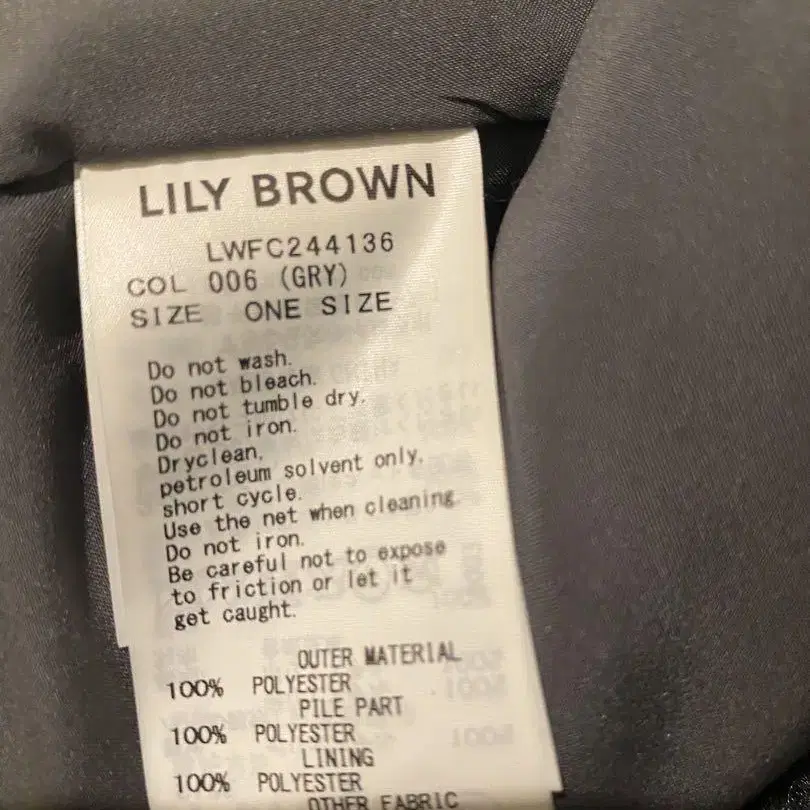 LILY BROWN
LWFC244136
COL 006 (GRY)
SIZE ONE SIZE
Do not wash.
Do not bleach.
Do not tumble dry.
Do not iron.
Dryclean.
petroleum solvent only.
short cycle.
Use the net when cleaning.
Do not iron.
Be careful not to expose
to friction or let it
get caught.
OUTER MATERIAL
100% POLYESTER
PILE PART
100% POLYESTER
LINING
100% POLYESTER
OTHER FABRIC